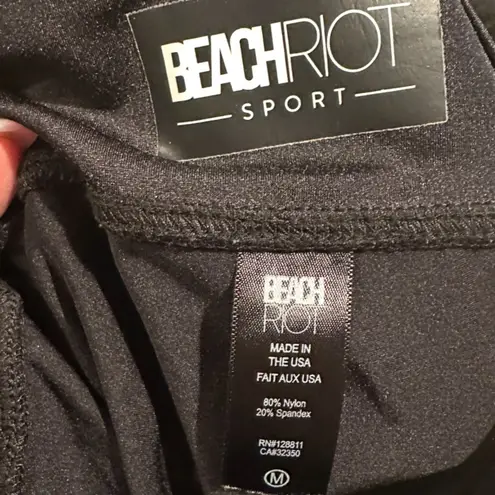 BEACHRIOT
SPORT
BEACH
RIOT
MADE IN
THE USA
FAIT AUX USA
80% Nylon
20% Spandex
RN#128811
CA#32350
M